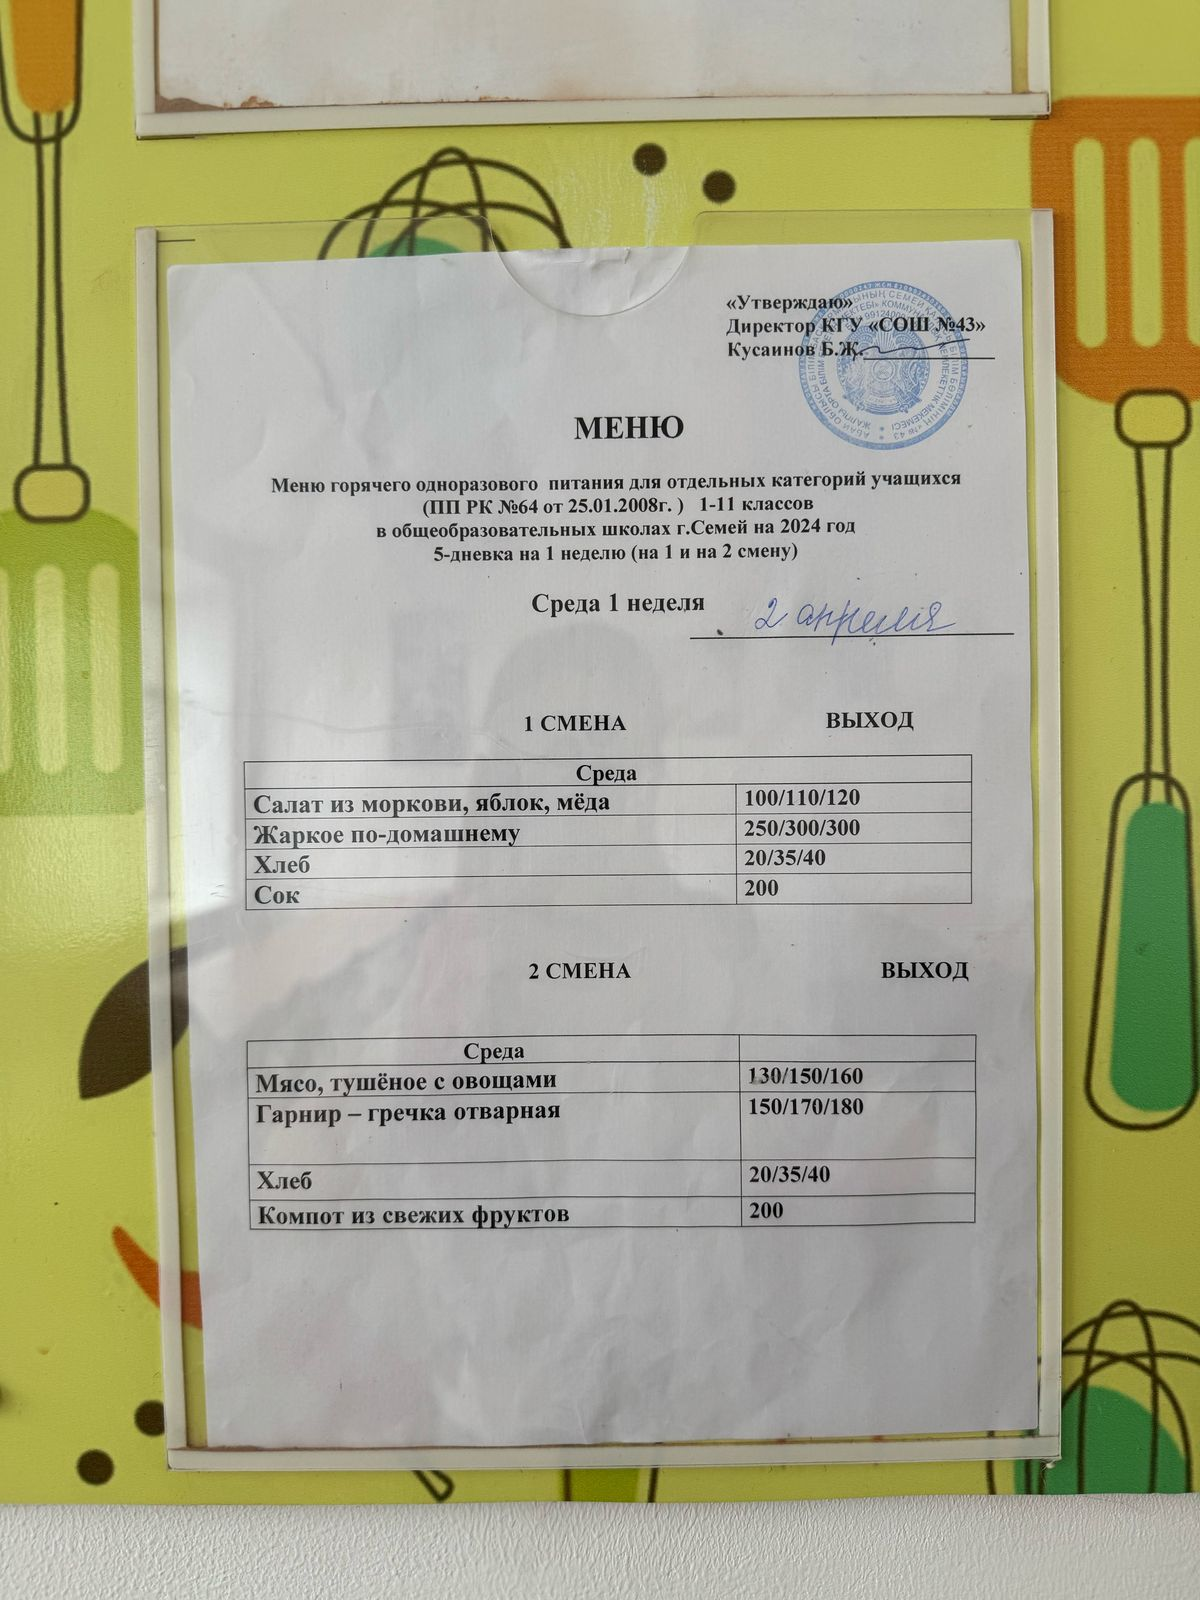 «Утверждаю»
Директор КГУ «СОШ №43»
Кусаинов Б.Ж.
МЕНЮ
Меню горячего одноразового питания для отдельных категорий учащихся
(ПП РК №64 от 25.01.2008г. ) 1-11 классов
в общеобразовательных школах г.Семей на 2024 год
5-дневка на 1 неделю (на 1 и на 2 смену)
Среда 1 неделя 2 апреля
1 СМЕНА ВЫХОД
Среда
Салат из моркови, яблок, мёда 100/110/120
Жаркое по-домашнему 250/300/300
Хлеб 20/35/40
Сок 200
2 СМЕНА ВЫХОД
Среда
Мясо, тушёное с овощами 130/150/160
Гарнир – гречка отварная 150/170/180
Хлеб 20/35/40
Компот из свежих фруктов 200